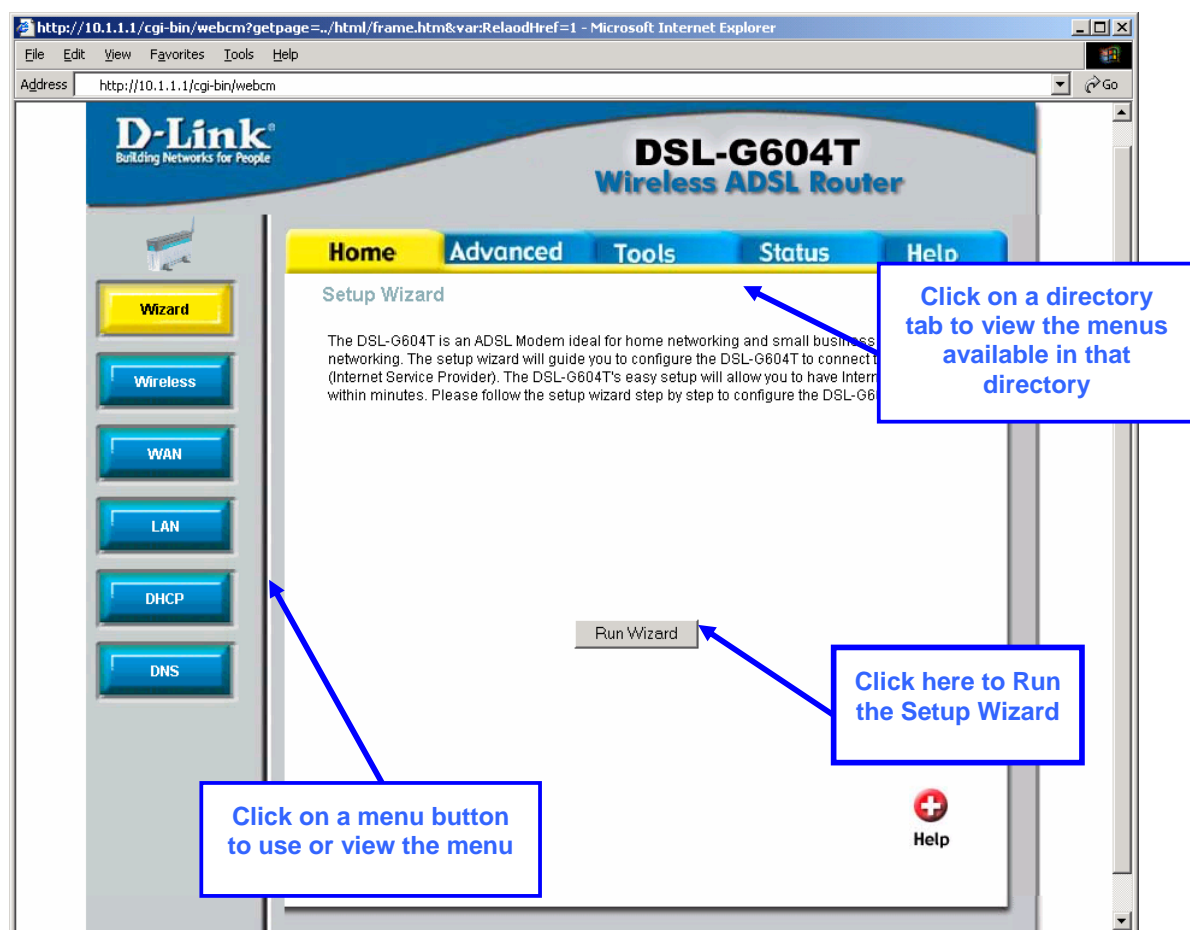 http://10.1.1.1/cgi-bin/webcm?getpage=../html/frame.htm&var:RelaodHref=1 - Microsoft Internet Explorer
File Edit View Favorites Tools Help
Address http://10.1.1.1/cgi-bin/webcm Go
D-Link®
Building Networks for People
DSL-G604T
Wireless ADSL Router
Home Advanced Tools Status Help
Wizard
Wireless
WAN
LAN
DHCP
DNS
Setup Wizard
The DSL-G604T is an ADSL Modem ideal for home networking and small business
networking. The setup wizard will guide you to configure the DSL-G604T to connect
(Internet Service Provider). The DSL-G604T's easy setup will allow you to have
within minutes. Please follow the setup wizard step by step to configure the
Run Wizard
Click on a directory
tab to view the menus
available in that
directory
Click here to Run
the Setup Wizard
Click on a menu button
to use or view the menu
Help